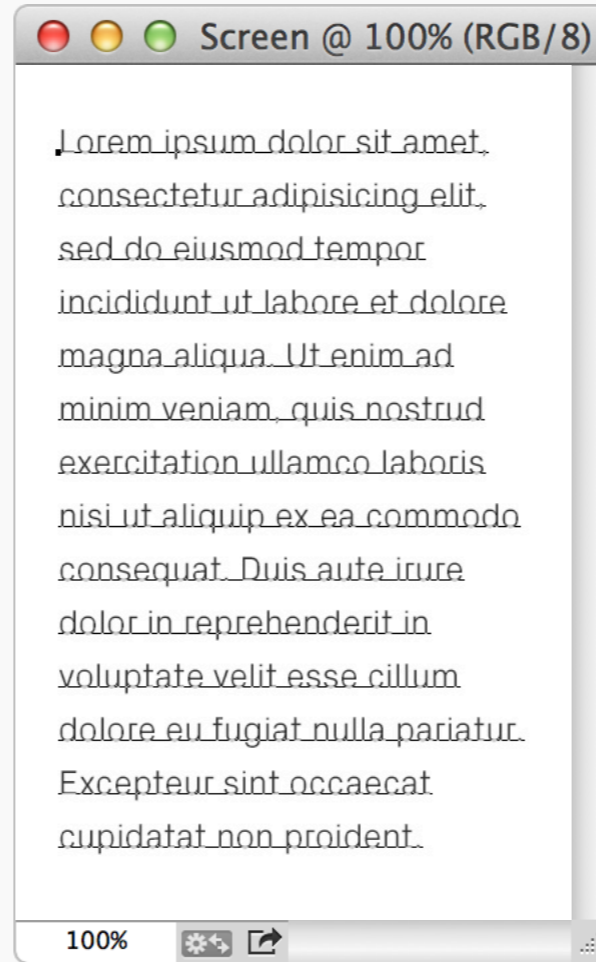 Screen @ 100% (RGB/8)
Lorem ipsum dolor sit amet,
consectetur adipisicing elit,
sed do eiusmod tempor
incididunt ut labore et dolore
magna aliqua. Ut enim ad
minim veniam, quis nostrud
exercitation ullamco laboris
nisi ut aliquip ex ea commodo
consequat. Duis aute irure
dolor in reprehenderit in
voluptate velit esse cillum
dolore eu fugiat nulla pariatur.
Excepteur sint occaecat
cupidatat non proident.
100%